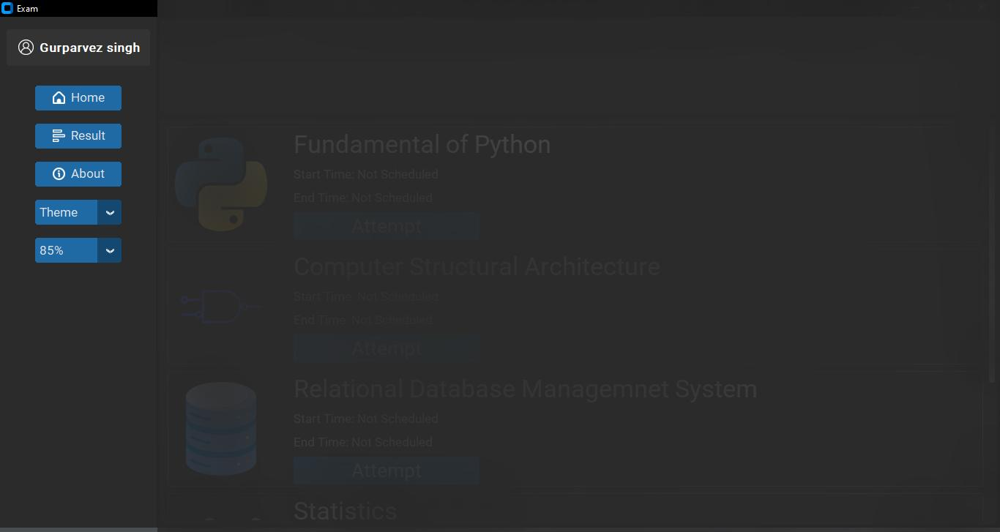 Exam
Gurparvez singh
Home
Result
About
Theme
85%
Fundamental of Python
Start Time: Not Scheduled
End Time: Not Scheduled
Attempt
Computer Structural Architecture
Start Time: Not Scheduled
End Time: Not Scheduled
Attempt
Relational Database Managemnet System
Start Time: Not Scheduled
End Time: Not Scheduled
Attempt
Statistics